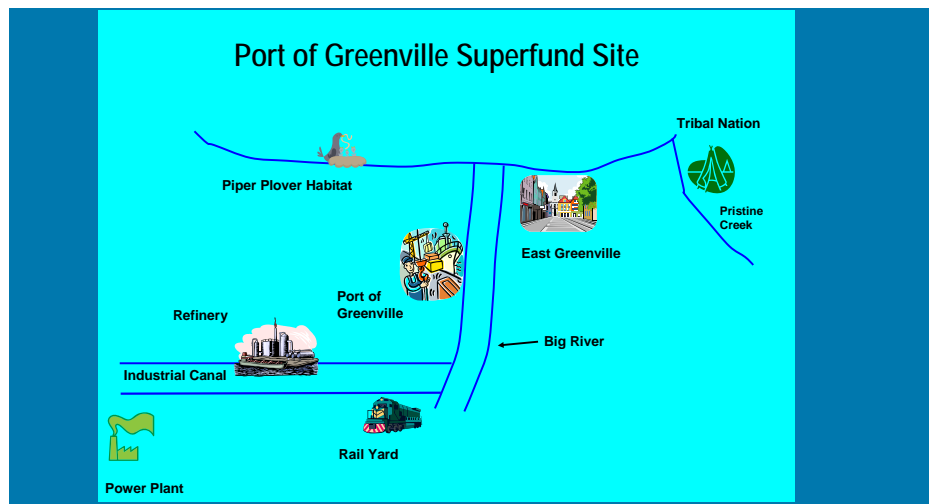 Port of Greenville Superfund Site
Tribal Nation
Piper Plover Habitat
Pristine
Creek
East Greenville
Port of
Greenville
Refinery
Big River
Industrial Canal
Rail Yard
Power Plant